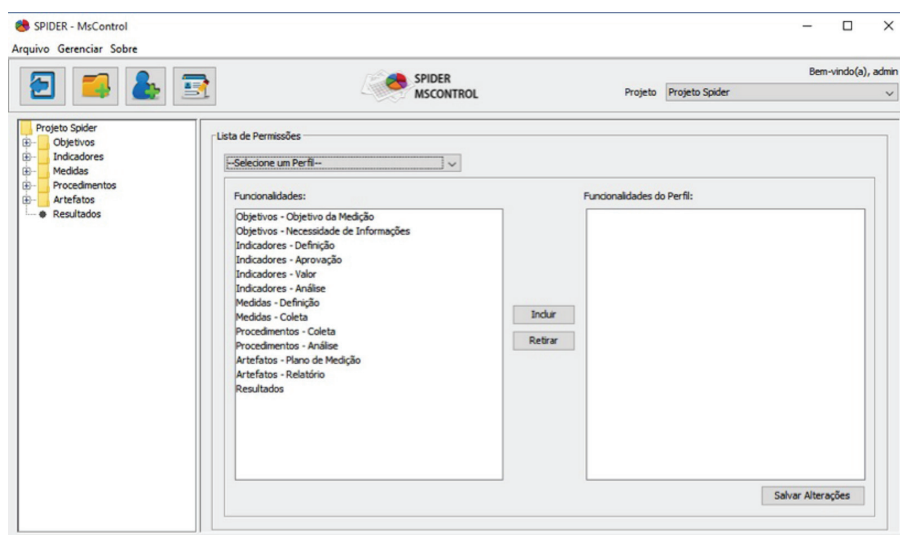 SPIDER - MsControl
Arquivo Gerenciar Sobre
Bem-vindo(a), admin
SPIDER
MSCONTROL
Projeto Projeto Spider
Projeto Spider
Objetivos
Indicadores
Medidas
Procedimentos
Artefatos
Resultados
Lista de Permissões
--Selecione um Perfil--
Funcionalidades:
Objetivos - Objetivo da Medição
Objetivos - Necessidade de Informações
Indicadores - Definição
Indicadores - Aprovação
Indicadores - Valor
Indicadores - Análise
Medidas - Definição
Medidas - Coleta
Procedimentos - Coleta
Procedimentos - Análise
Artefatos - Plano de Medição
Artefatos - Relatório
Resultados
Incluir
Retirar
Funcionalidades do Perfil:
Salvar Alterações